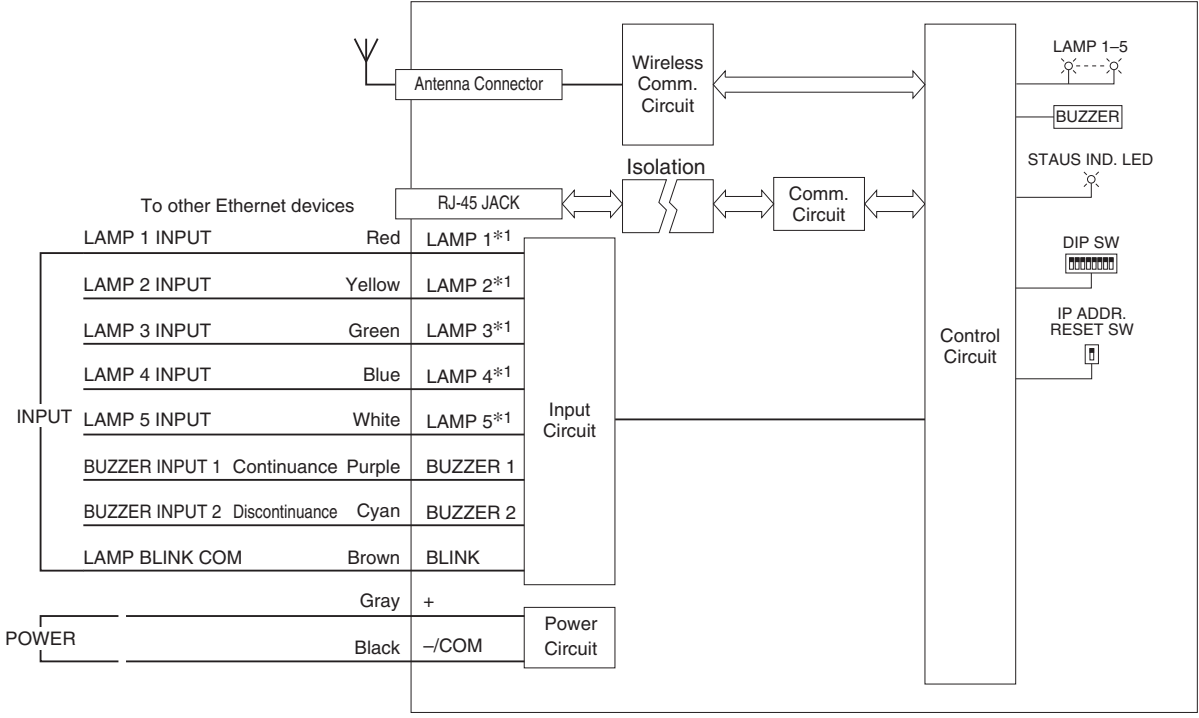 Antenna Connector
Wireless
Comm.
Circuit
LAMP 1–5
BUZZER
STAUS IND. LED
Isolation
To other Ethernet devices
RJ-45 JACK
Comm.
Circuit
LAMP 1 INPUT Red LAMP 1*1
LAMP 2 INPUT Yellow LAMP 2*1
LAMP 3 INPUT Green LAMP 3*1
LAMP 4 INPUT Blue LAMP 4*1
INPUT
LAMP 5 INPUT White LAMP 5*1
BUZZER INPUT 1 Continuance Purple BUZZER 1
BUZZER INPUT 2 Discontinuance Cyan BUZZER 2
LAMP BLINK COM Brown BLINK
Input
Circuit
Control
Circuit
DIP SW
IP ADDR.
RESET SW
POWER
Gray +
Black –/COM
Power
Circuit